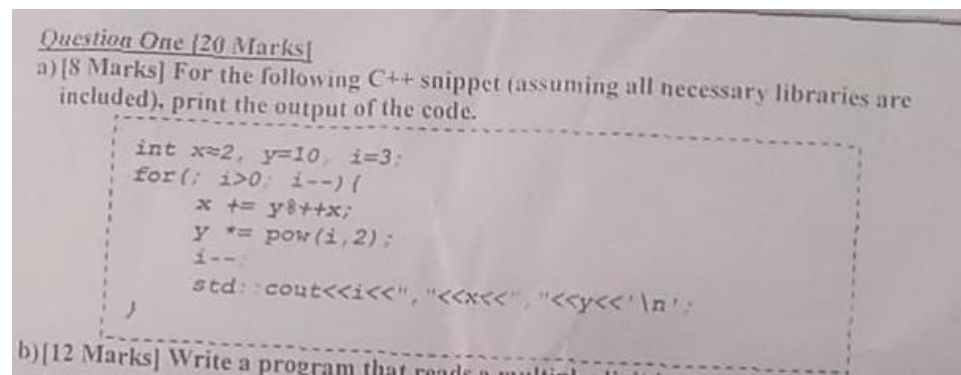 Question One [20 Marks]
a) [8 Marks] For the following C++ snippet (assuming all necessary libraries are
included), print the output of the code.
int x=2, y=10, i=3;
for(; i>0; i--){
x += y%++x;
y *= pow(i,2);
i--;
std::cout<<i<<", "<<x<<", "<<y<<'\n';
}
b)[12 Marks] Write a program that reads a